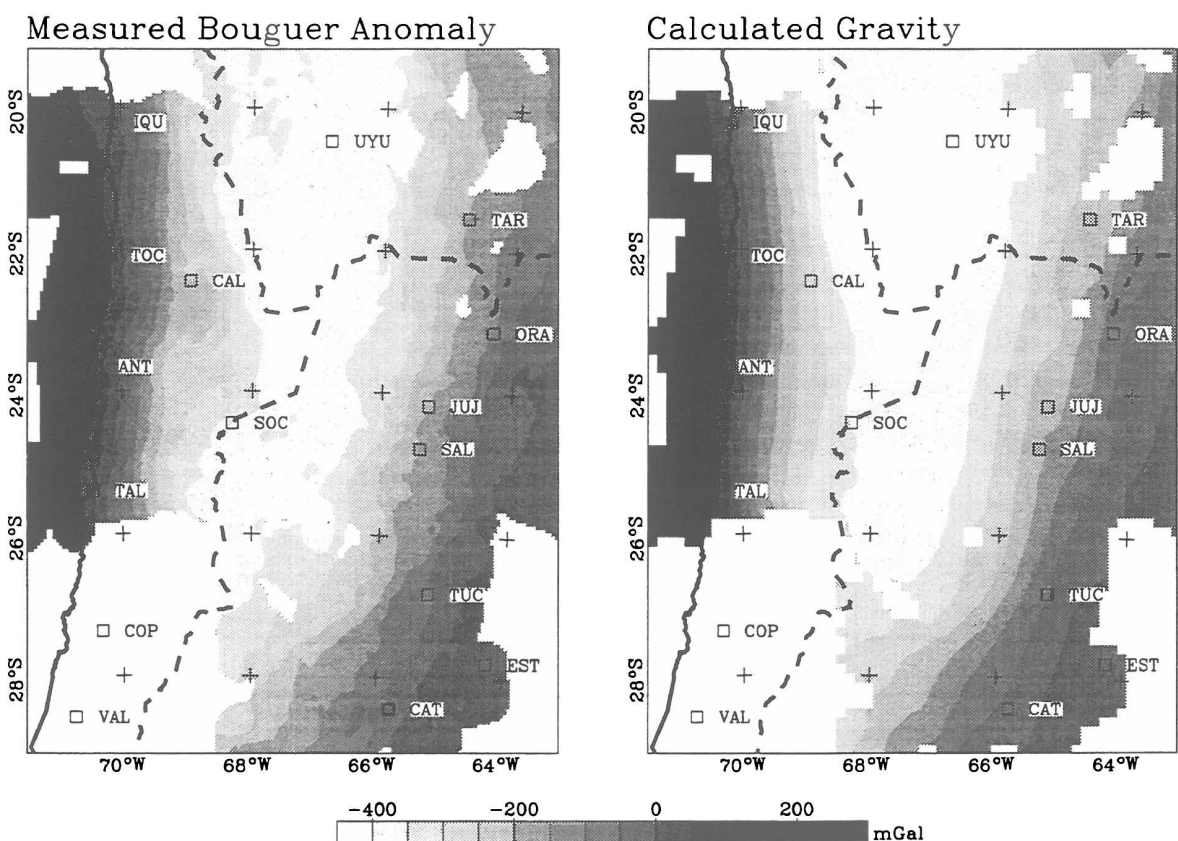 Measured Bouguer Anomaly
Calculated Gravity
20°S
22°S
24°S
26°S
28°S
IQU
UYU
TOC
TAR
CAL
ORA
ANT
JUJ
SOC
SAL
TAL
TUC
COP
EST
VAL
CAT
70°W 68°W 66°W 64°W
20°S
22°S
24°S
26°S
28°S
IQU
UYU
TOC
TAR
CAL
ORA
ANT
JUJ
SOC
SAL
TAL
TUC
COP
EST
VAL
CAT
70°W 68°W 66°W 64°W
-400 -200 0 200
mGal